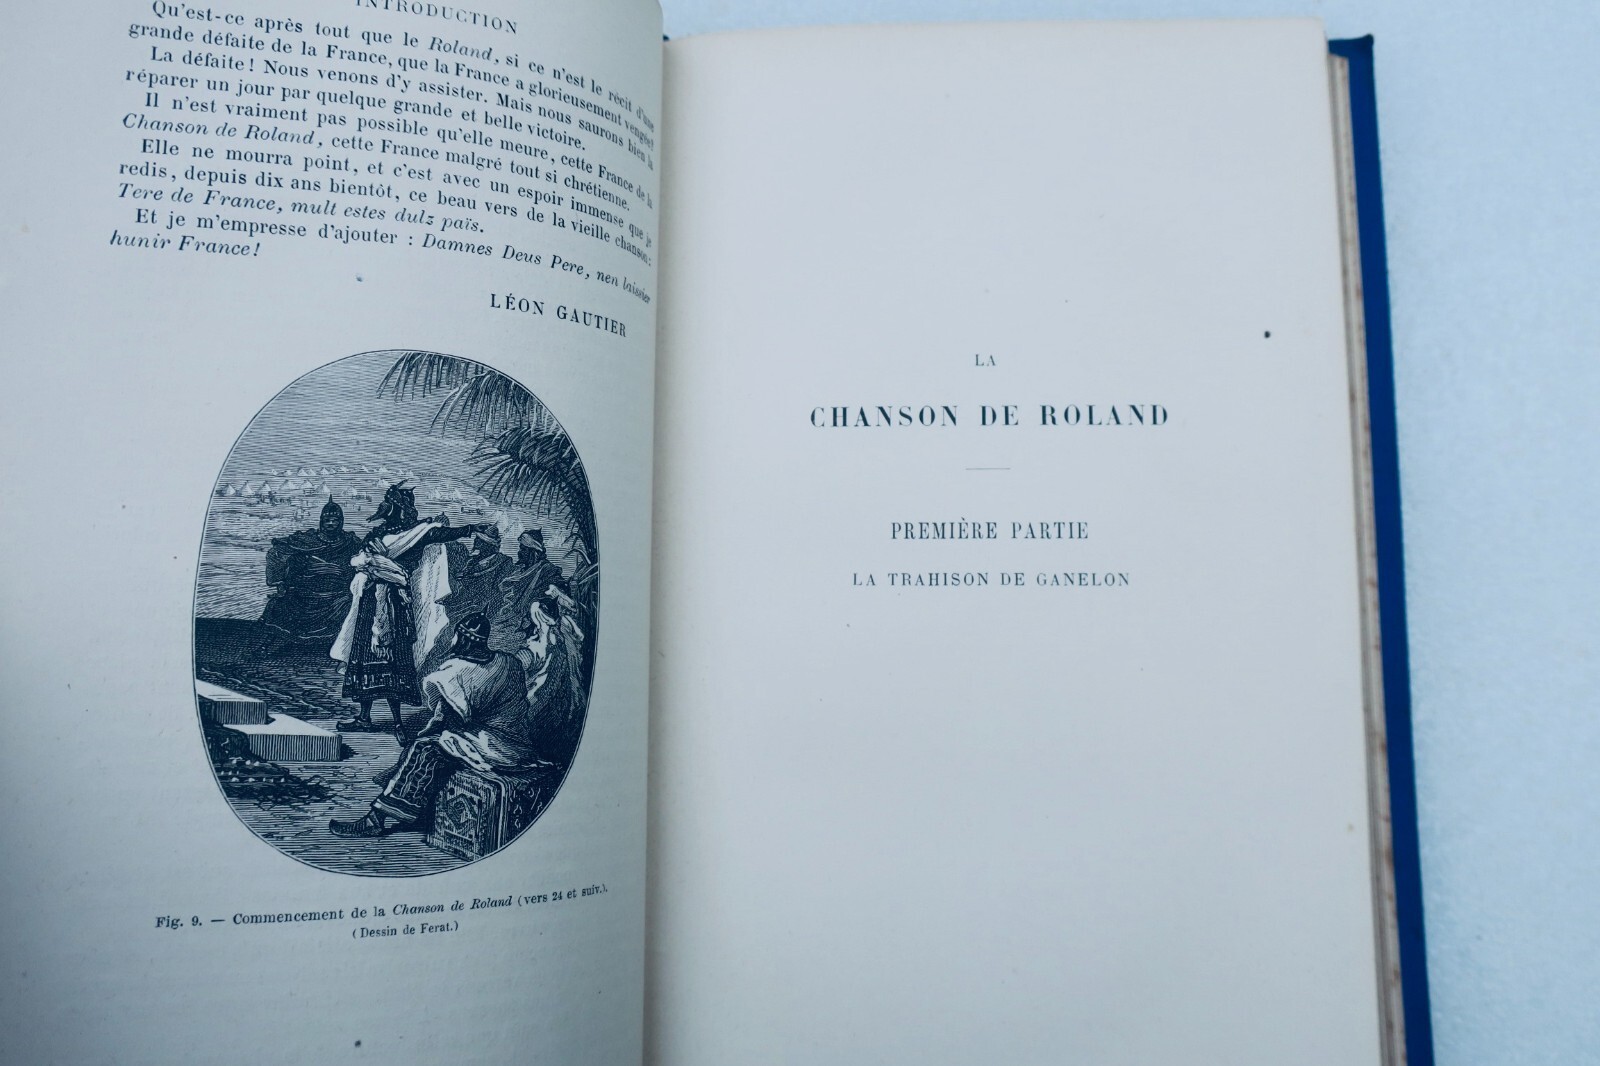 INTRODUCTION
Qu'est-ce après tout que le Roland, si ce n'est le récit d'une
grande défaite de la France, que la France a glorieusement vengée?
La défaite! Nous venons d'y assister. Mais nous saurons bien la
réparer un jour par quelque grande et belle victoire.
Il n'est vraiment pas possible qu'elle meure, cette France de la
Chanson de Roland, cette France malgré tout si chrétienne.
Elle ne mourra point, et c'est avec un espoir immense que je
redis, depuis dix ans bientôt, ce beau vers de la vieille chanson:
Tere de France, mult estes dulz païs.
Et je m'empresse d'ajouter : Damnes Deus Pere, nen laissier
hunir France!
LÉON GAUTIER
Fig. 9. — Commencement de la Chanson de Roland (vers 24 et suiv.).
(Dessin de Ferat.)
LA
CHANSON DE ROLAND
PREMIÈRE PARTIE
LA TRAHISON DE GANELON